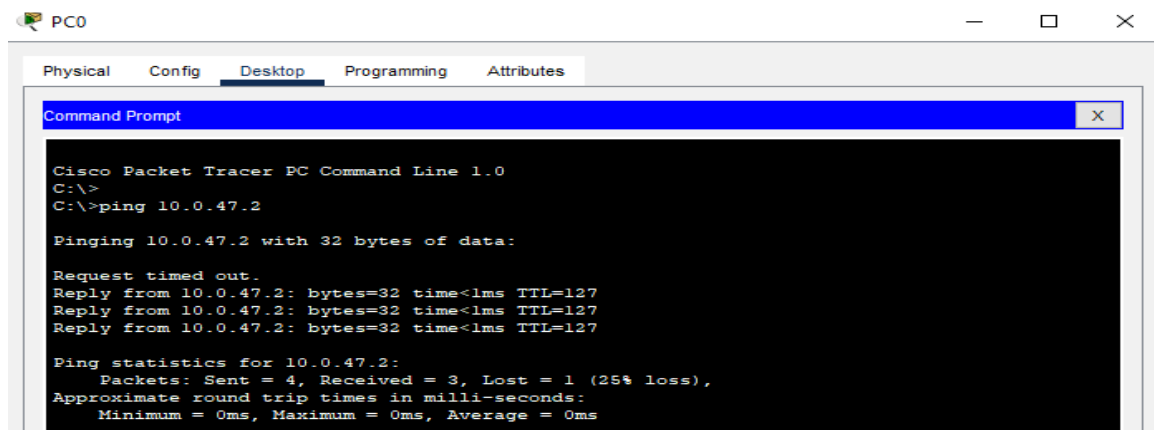 PC0
Physical Config Desktop Programming Attributes
Command Prompt X
Cisco Packet Tracer PC Command Line 1.0
C:\>
C:\>ping 10.0.47.2
Pinging 10.0.47.2 with 32 bytes of data:
Request timed out.
Reply from 10.0.47.2: bytes=32 time<1ms TTL=127
Reply from 10.0.47.2: bytes=32 time<1ms TTL=127
Reply from 10.0.47.2: bytes=32 time<1ms TTL=127
Ping statistics for 10.0.47.2:
Packets: Sent = 4, Received = 3, Lost = 1 (25% loss),
Approximate round trip times in milli-seconds:
Minimum = 0ms, Maximum = 0ms, Average = 0ms